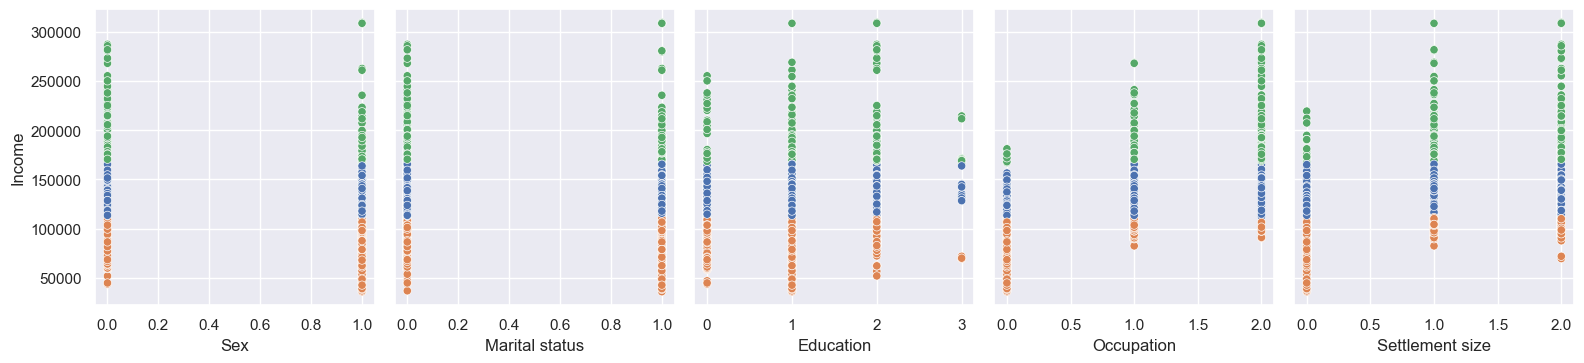 300000
250000
200000
150000
100000
50000
Income
0.0 0.2 0.4 0.6 0.8 1.0
Sex
0.0 0.2 0.4 0.6 0.8 1.0
Marital status
0 1 2 3
Education
0.0 0.5 1.0 1.5 2.0
Occupation
0.0 0.5 1.0 1.5 2.0
Settlement size